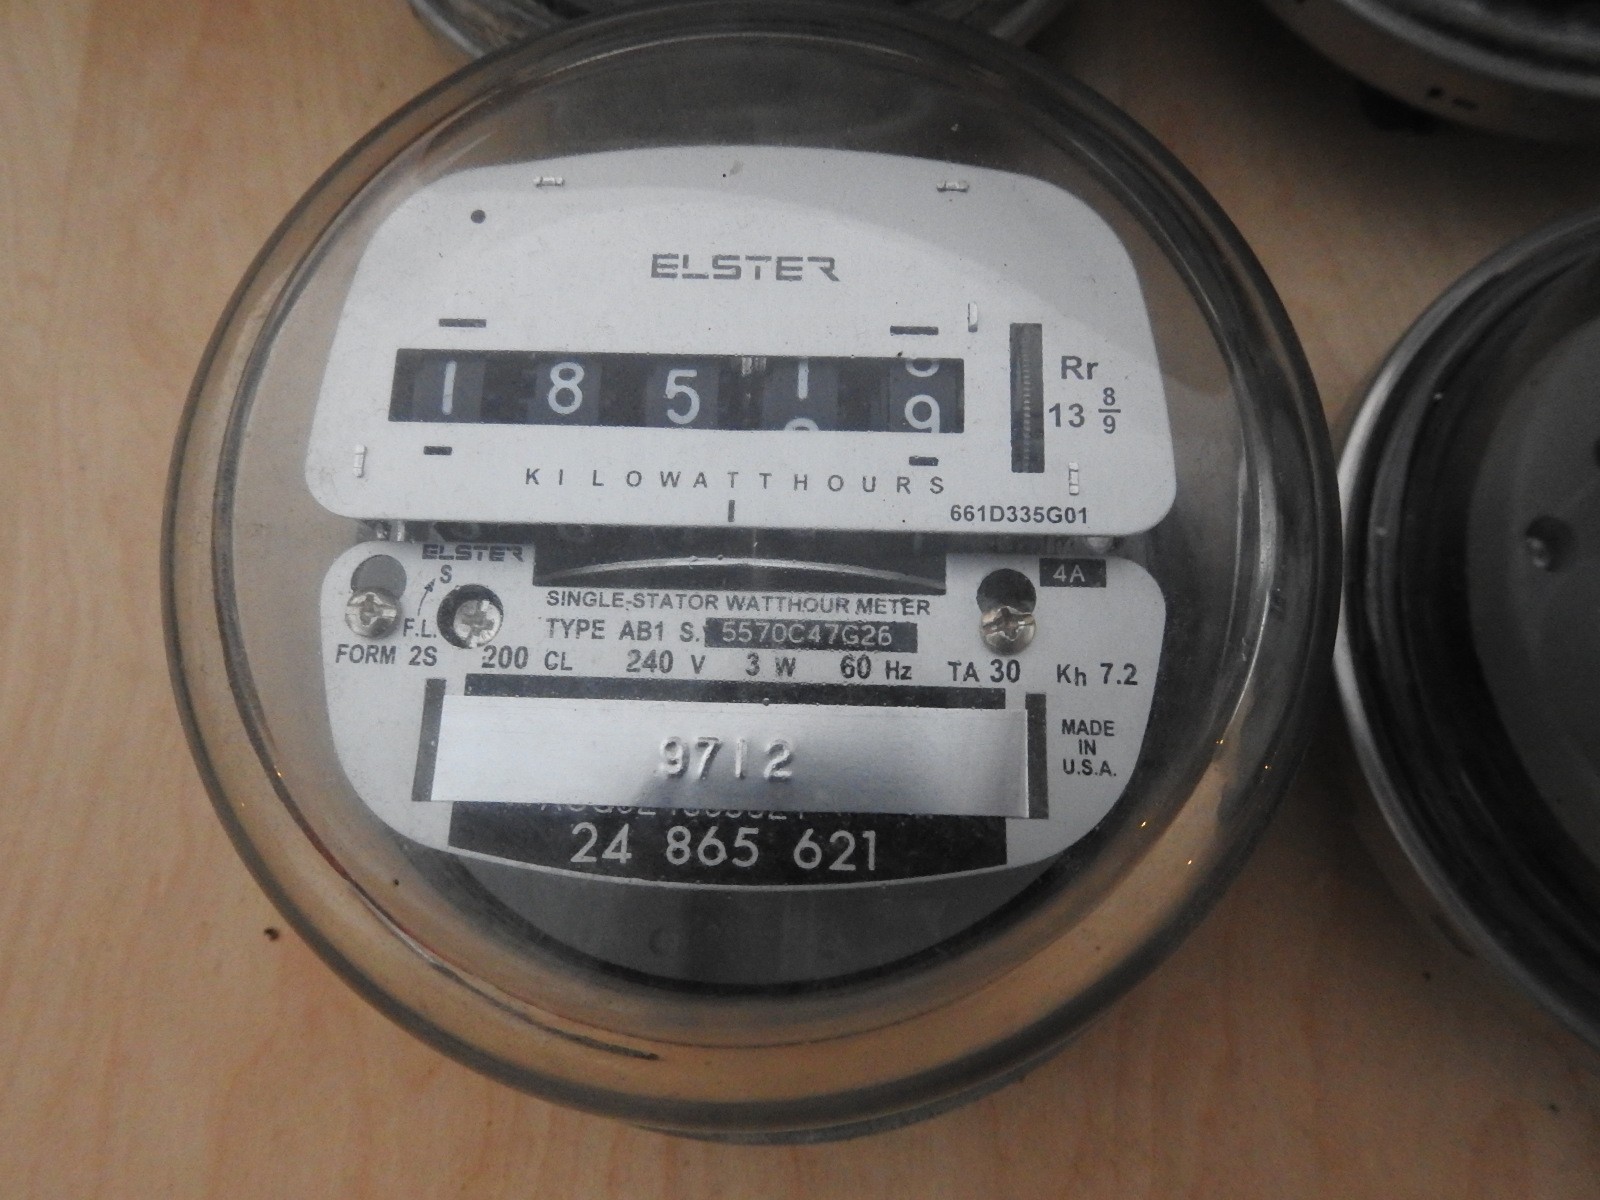 ELSTER
1 8 5 1 9
Rr
13 8/9
KILOWATTHOURS
661D335G01
ELSTER
S
4A
SINGLE-STATOR WATTHOUR METER
F.L.
TYPE AB1 S. 5570C47G26
FORM 2S 200 CL 240 V 3 W 60 Hz TA 30 Kh 7.2
9712
MADE
IN
U.S.A.
24 865 621